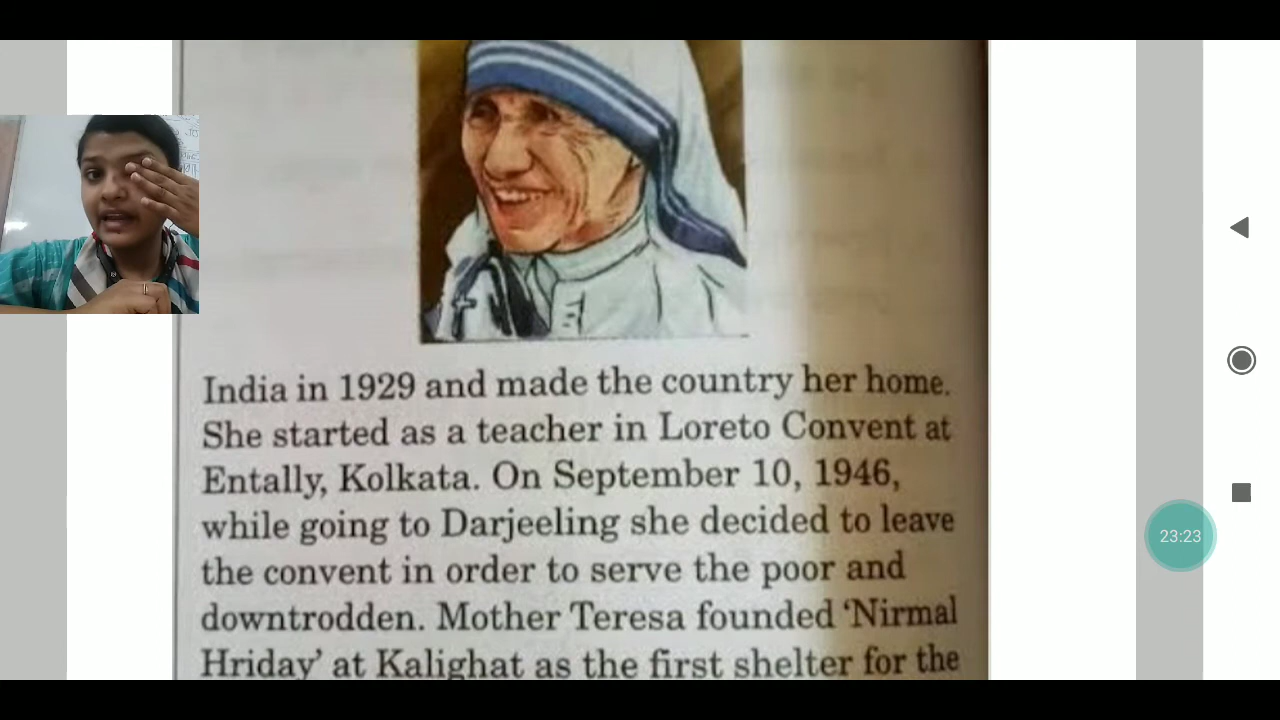 India in 1929 and made the country her home.
She started as a teacher in Loreto Convent at
Entally, Kolkata. On September 10, 1946,
while going to Darjeeling she decided to leave
the convent in order to serve the poor and
downtrodden. Mother Teresa founded ‘Nirmal
Hriday’ at Kalighat as the first shelter for the
23:23